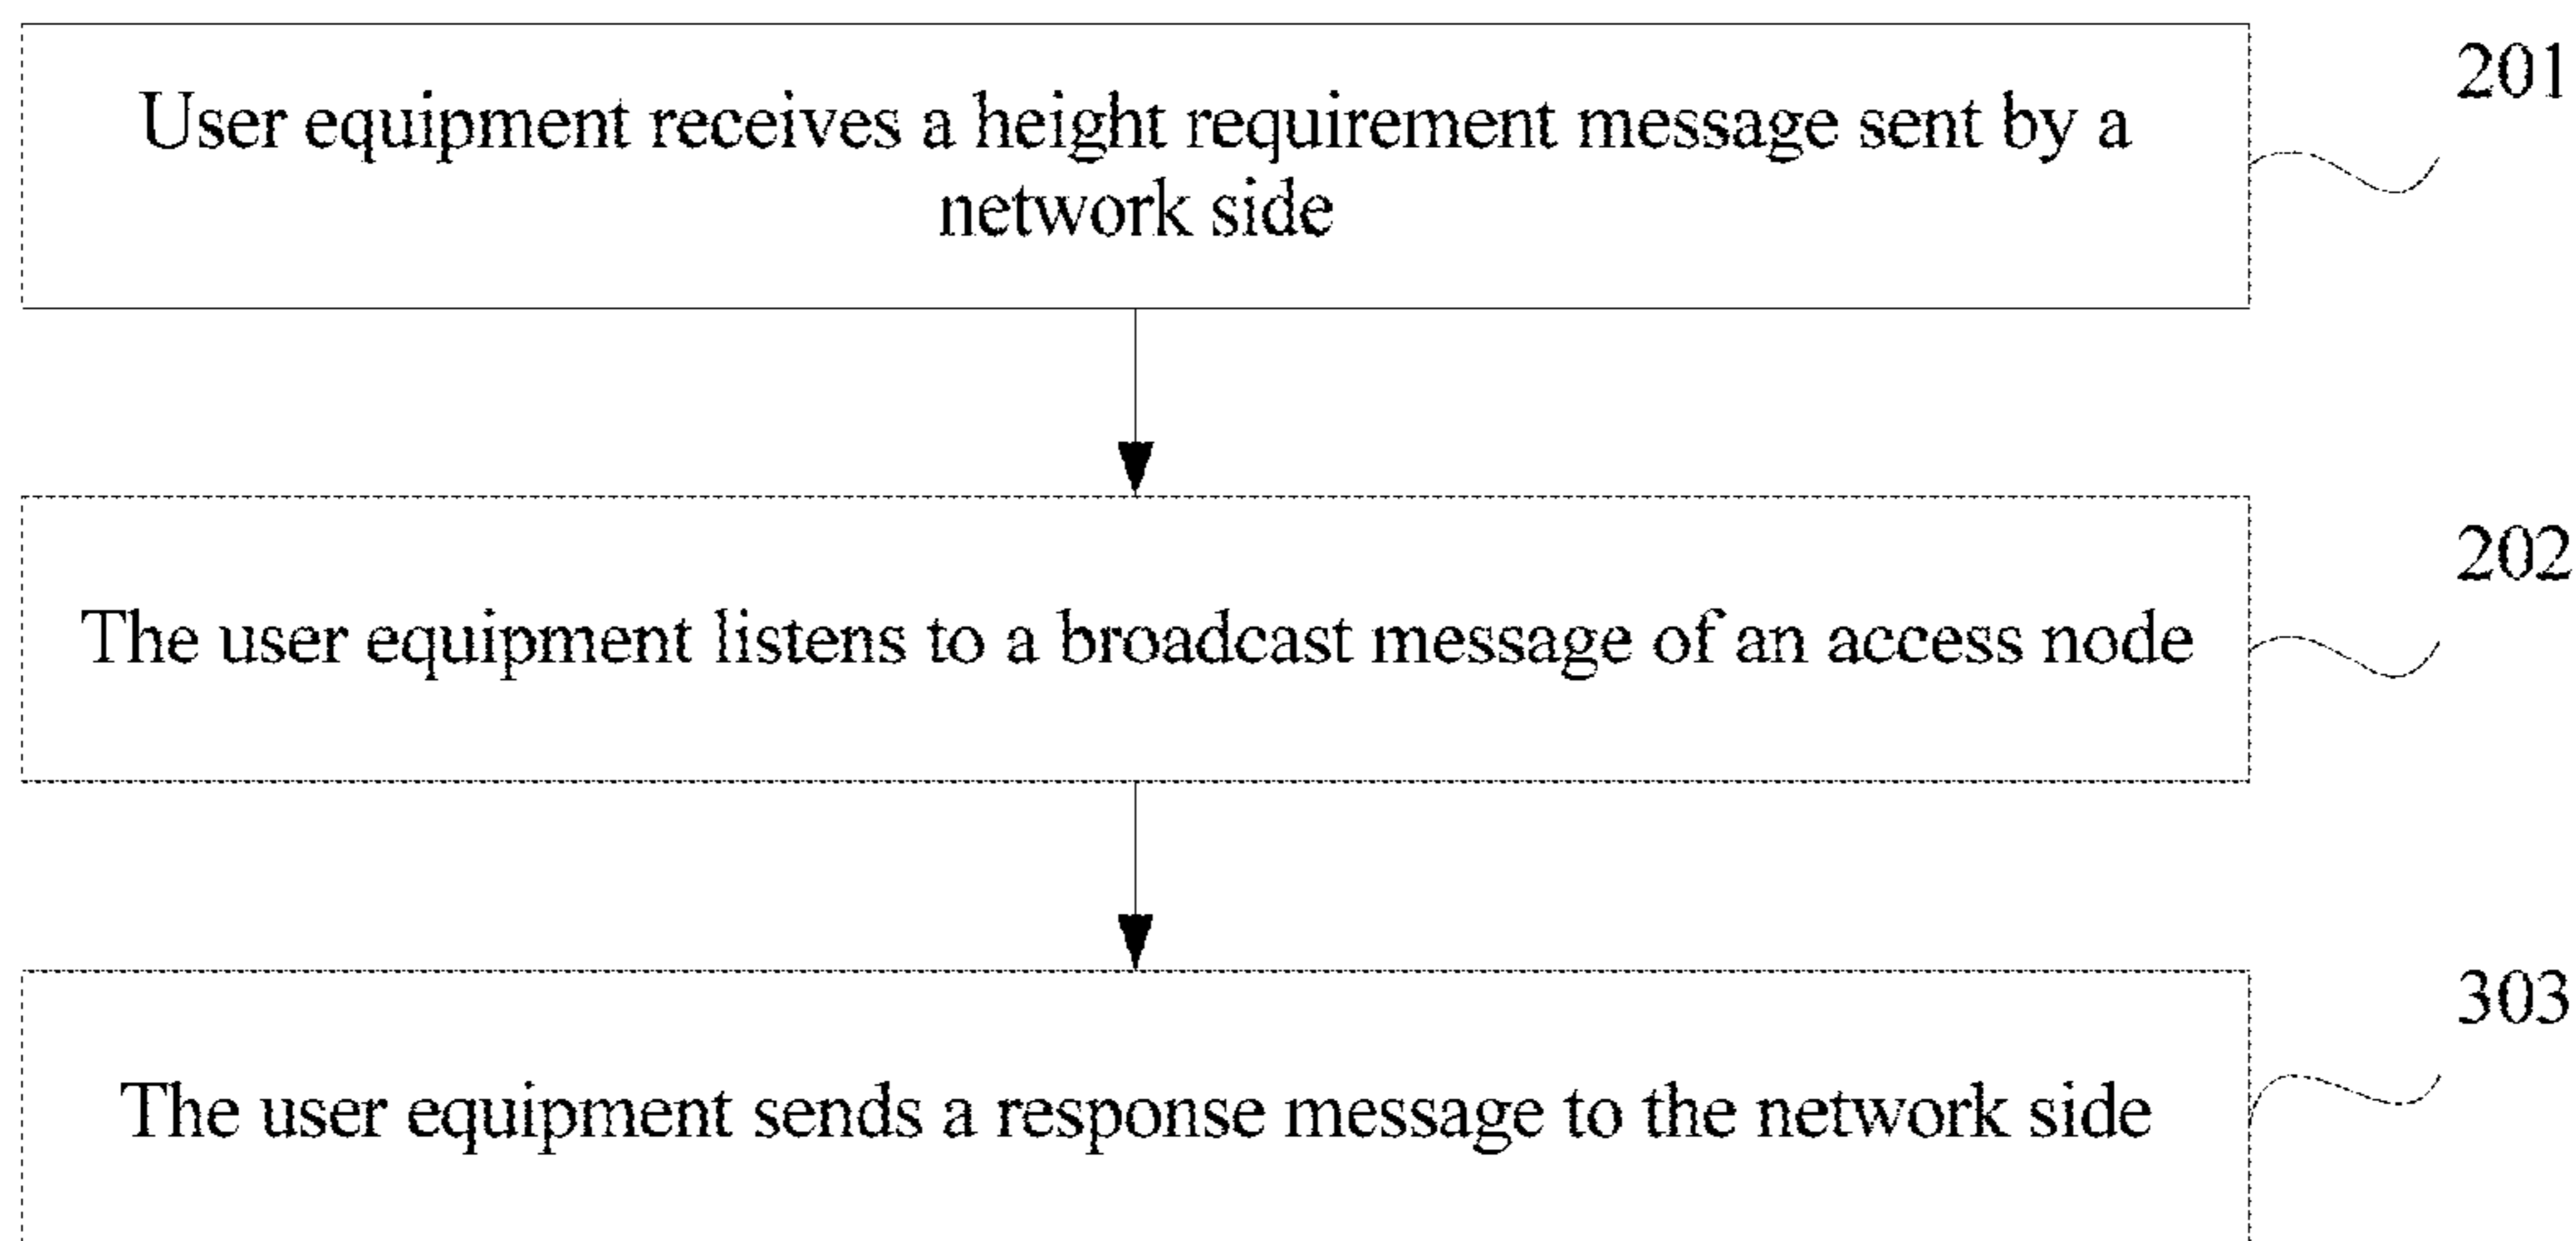 User equipment receives a height requirement message sent by a
network side
201
The user equipment listens to a broadcast message of an access node
202
The user equipment sends a response message to the network side
303